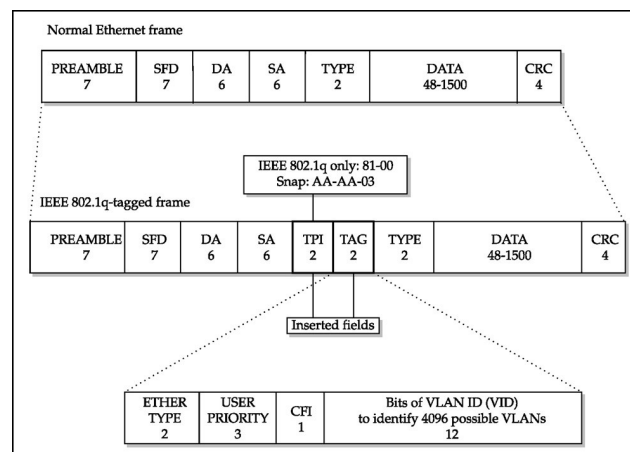 Normal Ethernet frame
PREAMBLE SFD DA SA TYPE DATA CRC
7 7 6 6 2 48-1500 4
IEEE 802.1q only: 81-00
Snap: AA-AA-03
IEEE 802.1q-tagged frame
PREAMBLE SFD DA SA TPI TAG TYPE DATA CRC
7 7 6 6 2 2 2 48-1500 4
Inserted fields
ETHER TYPE 2
USER PRIORITY 3
CFI 1
Bits of VLAN ID (VID)
to identify 4096 possible VLANs
12